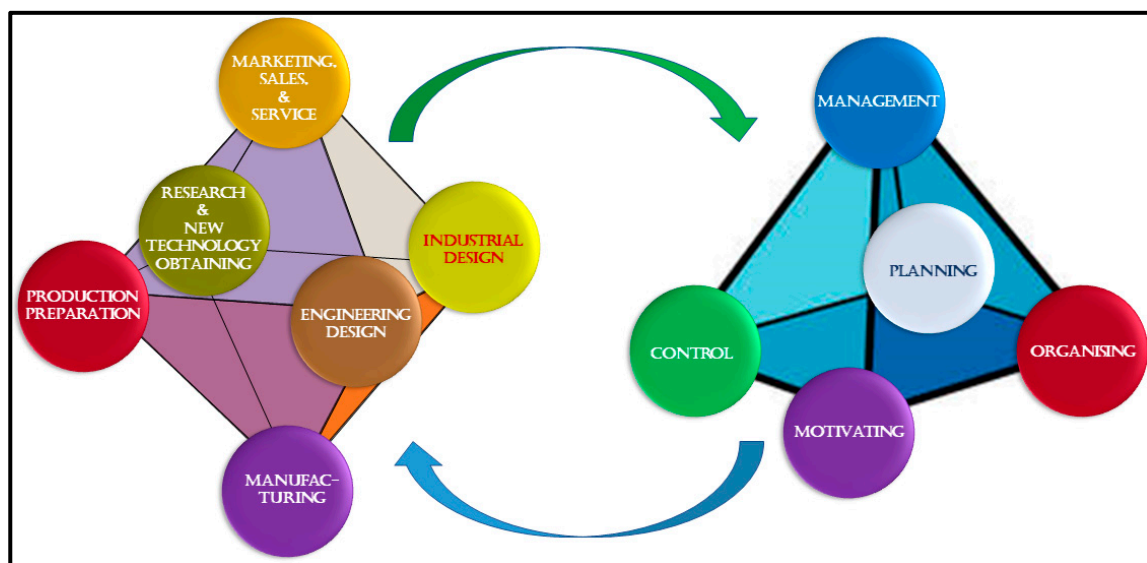 MARKETING,
SALES,
&
SERVICE
RESEARCH
&
NEW
TECHNOLOGY
OBTAINING
INDUSTRIAL
DESIGN
PRODUCTION
PREPARATION
ENGINEERING
DESIGN
MANUFAC-
TURING
MANAGEMENT
PLANNING
CONTROL
ORGANISING
MOTIVATING